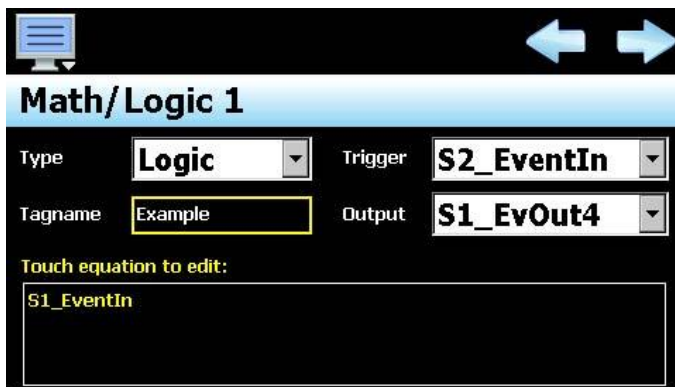 Math/Logic 1
Type Logic Trigger S2_EventIn
Tagname Example Output S1_EvOut4
Touch equation to edit:
S1_EventIn